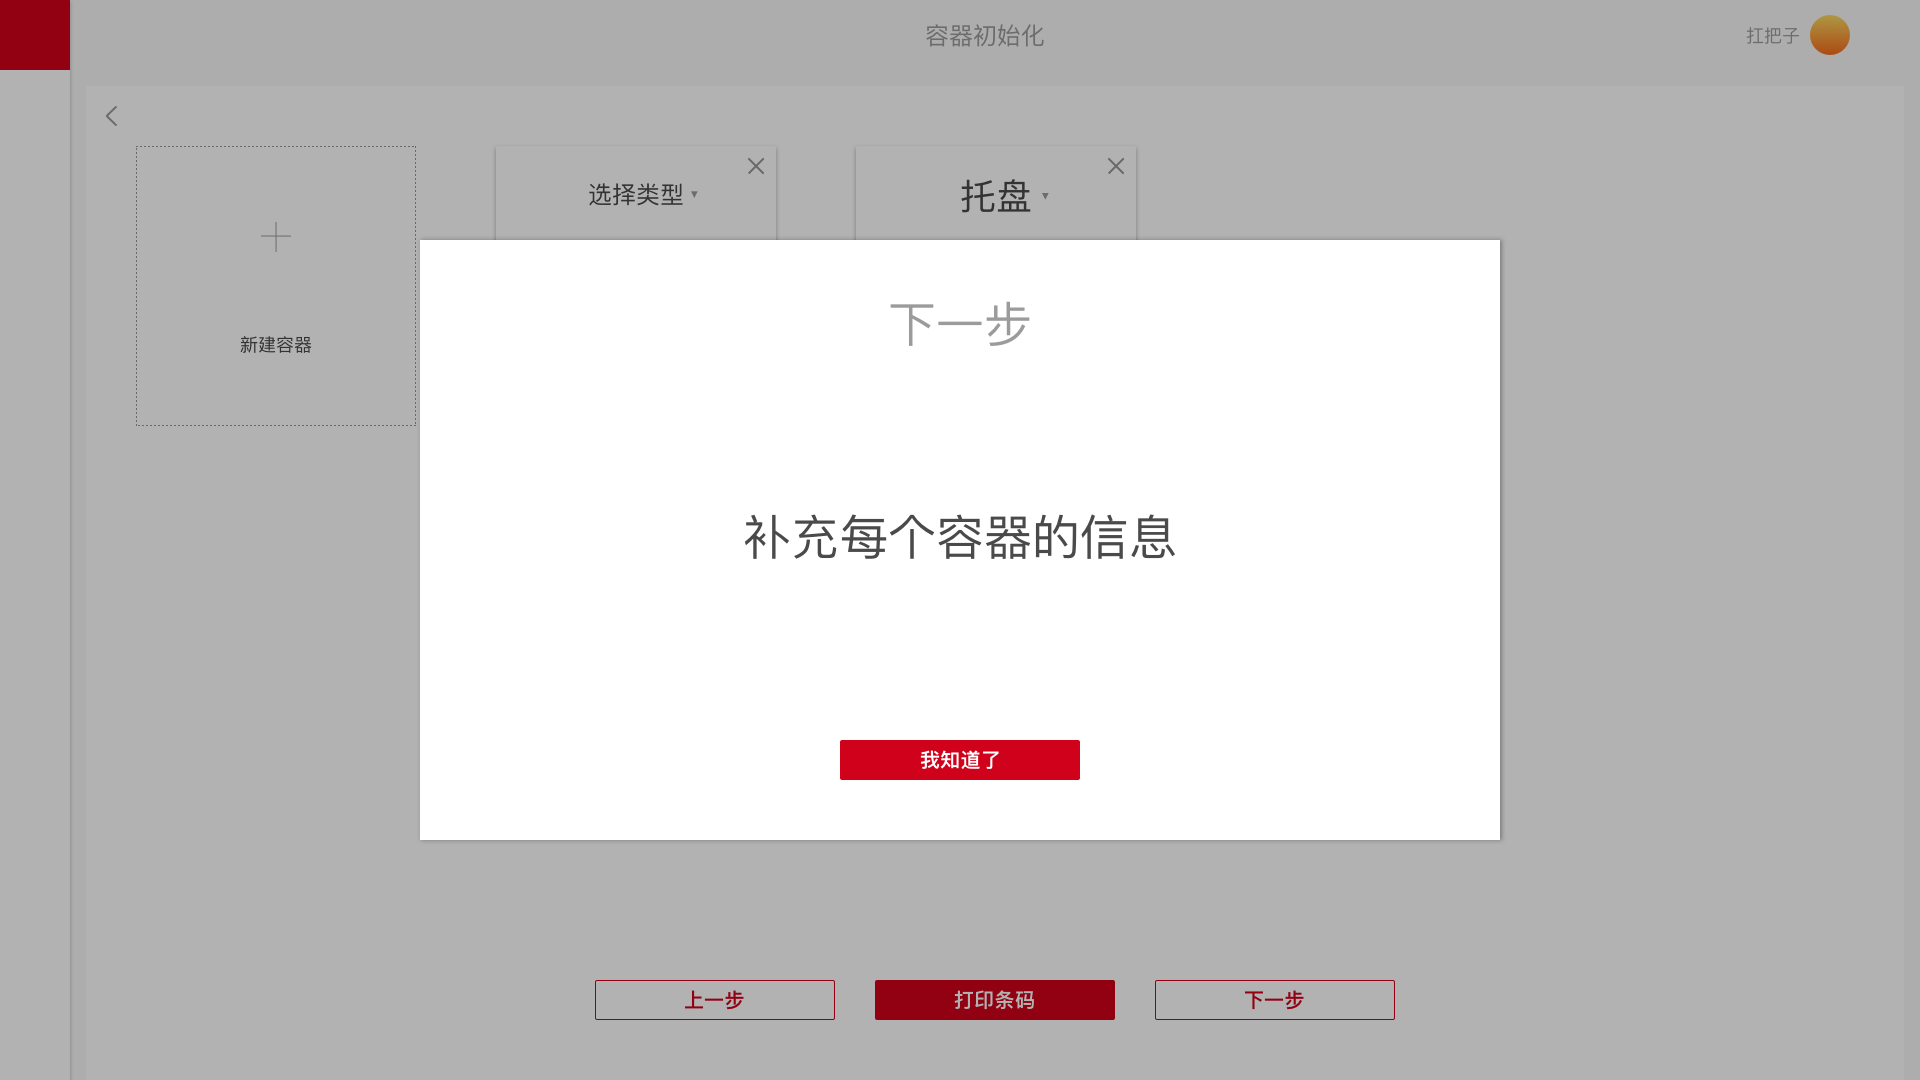 容器初始化
扛把子
选择类型
托盘
新建容器
下一步
补充每个容器的信息
我知道了
上一步
打印条码
下一步